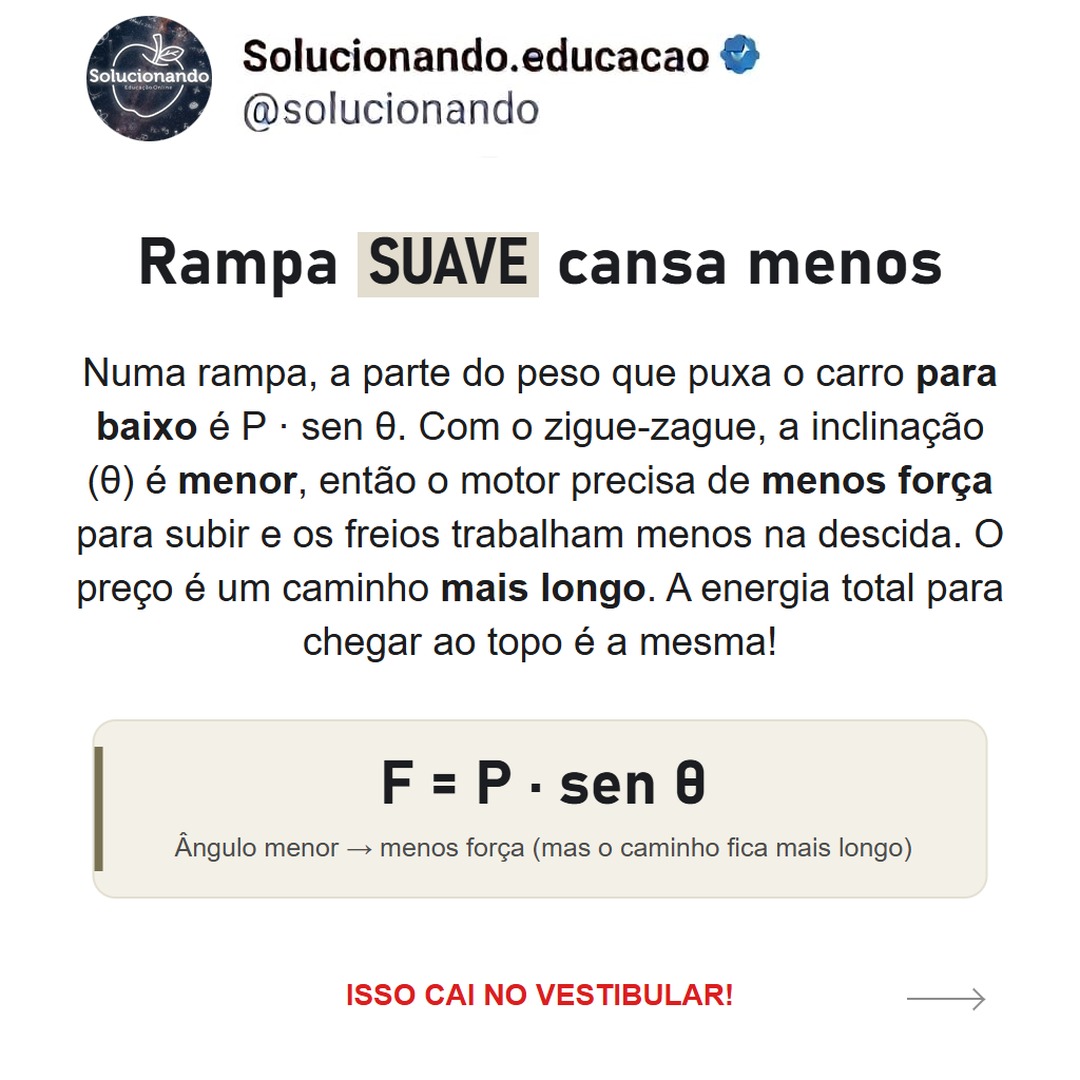 Solucionando
Educação Online
Solucionando.educacao
@solucionando
Rampa SUAVE cansa menos
Numa rampa, a parte do peso que puxa o carro para
baixo é P · sen θ. Com o zigue-zague, a inclinação
(θ) é menor, então o motor precisa de menos força
para subir e os freios trabalham menos na descida. O
preço é um caminho mais longo. A energia total para
chegar ao topo é a mesma!
F = P · sen θ
Ângulo menor → menos força (mas o caminho fica mais longo)
ISSO CAI NO VESTIBULAR!